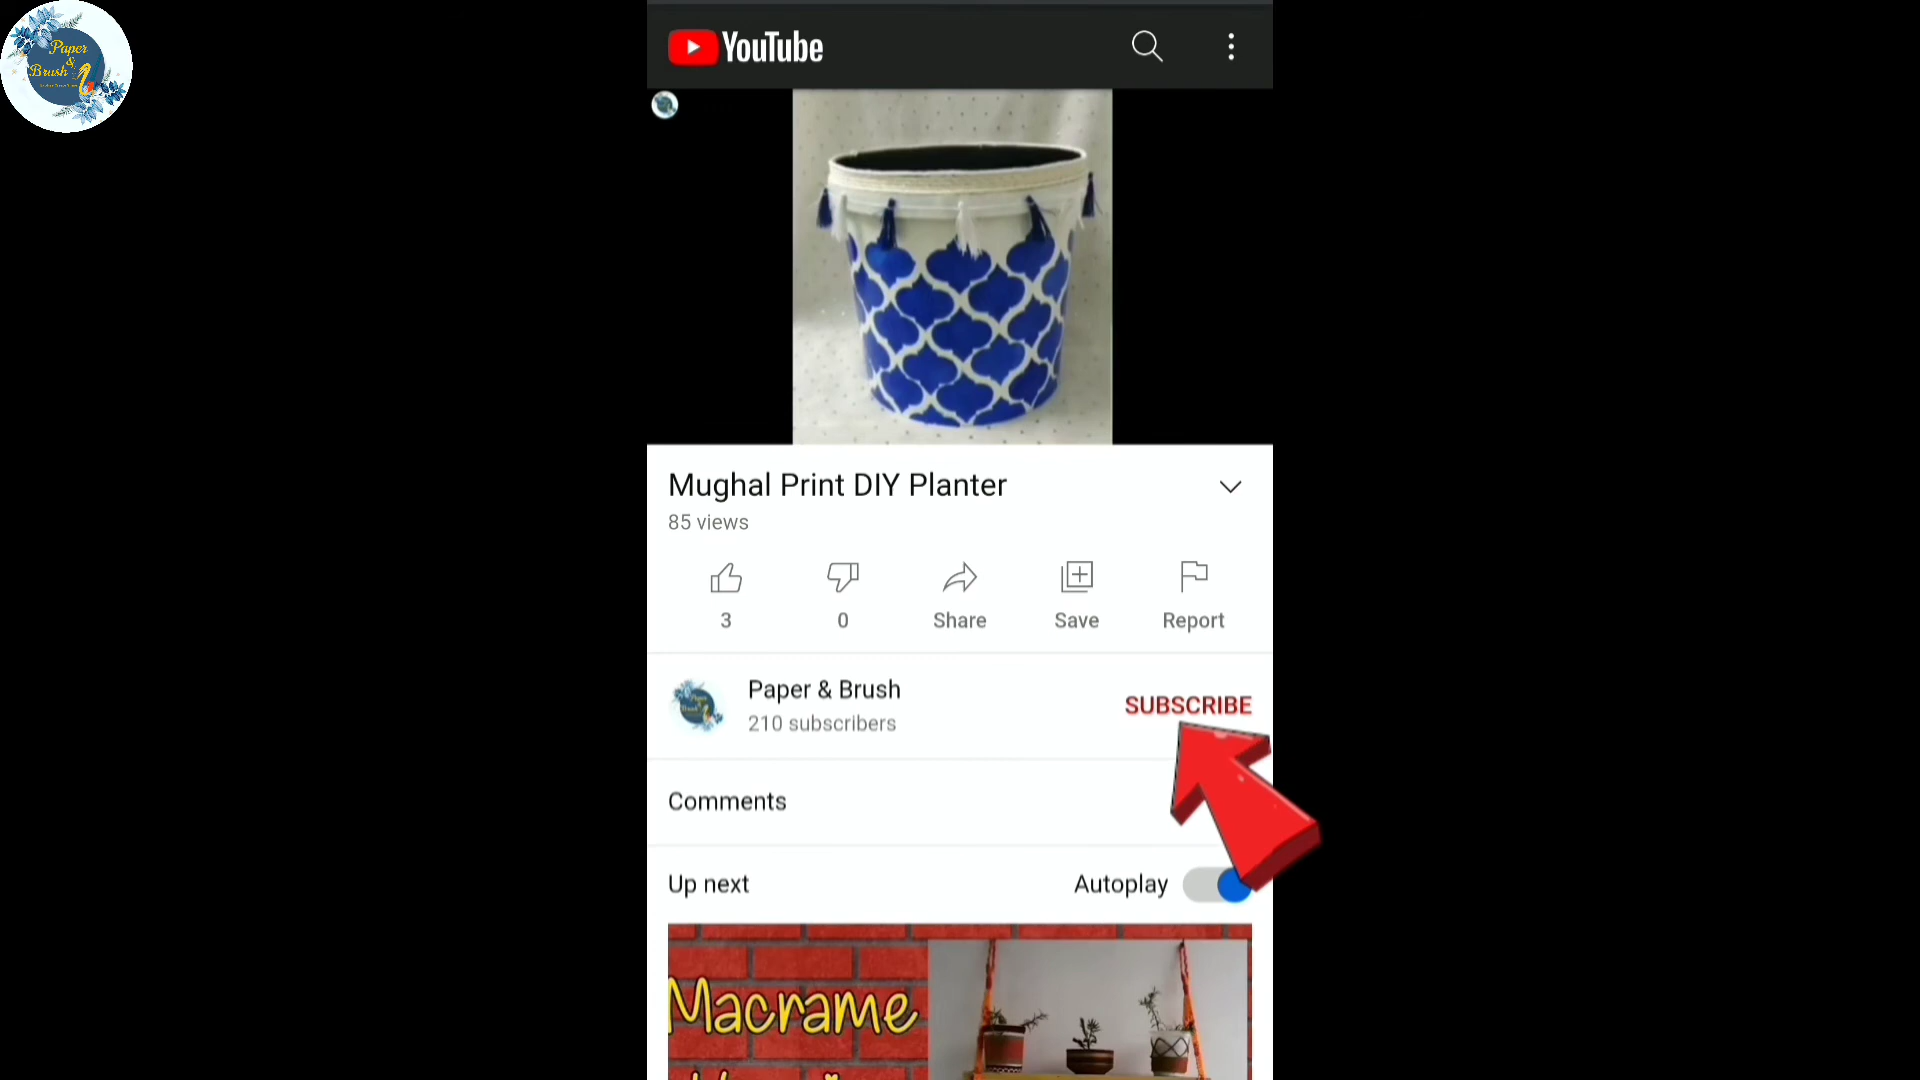 Paper
&
Brush
YouTube
Mughal Print DIY Planter
85 views
3
0
Share
Save
Report
Paper & Brush
210 subscribers
SUBSCRIBE
Comments
Up next
Autoplay
Macrame